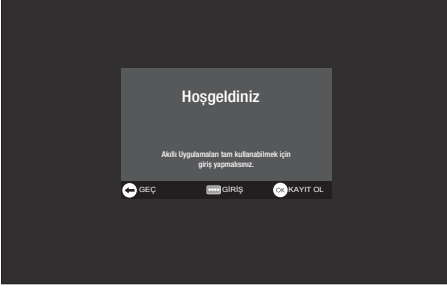 Hoşgeldiniz
Akıllı Uygulamaları tam kullanabilmek için
giriş yapmalısınız.
GEÇ GİRİŞ OK KAYIT OL